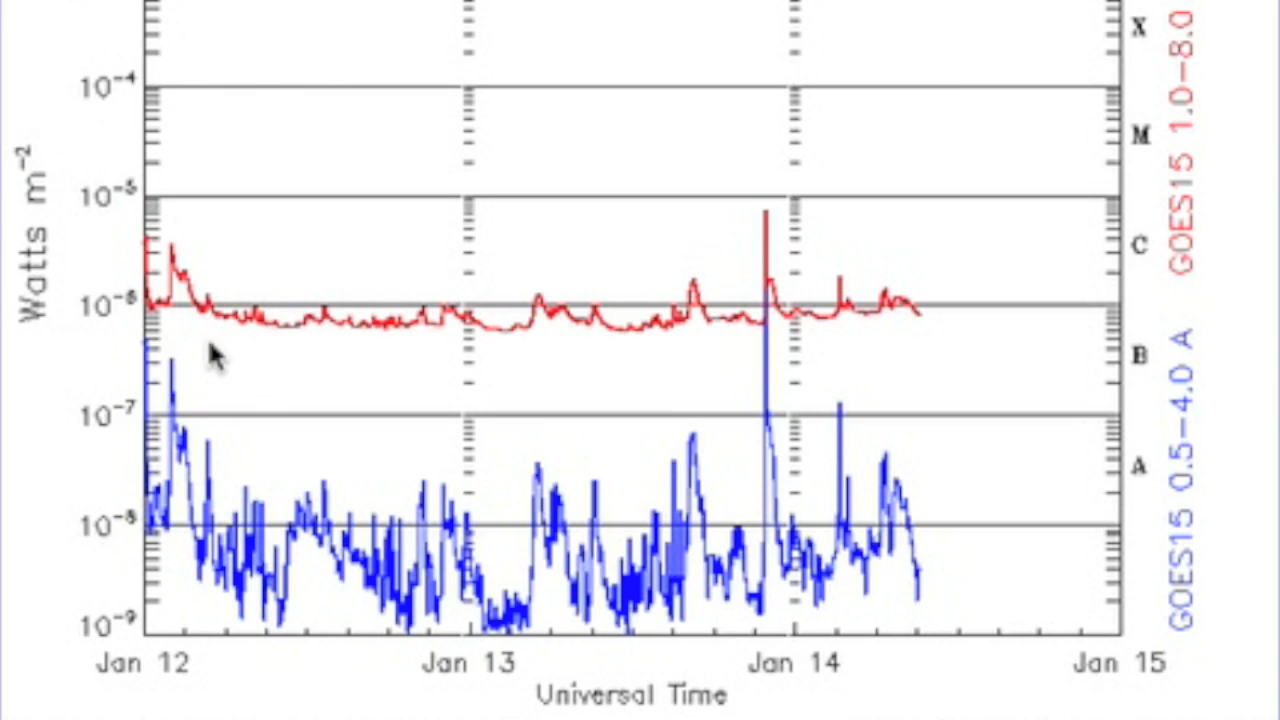 X
10⁻⁴
M
10⁻⁵
C
10⁻⁶
B
10⁻⁷
A
10⁻⁸
10⁻⁹
Watts m⁻²
GOES15 1.0–8.0
GOES15 0.5–4.0 A
Jan 12 Jan 13 Jan 14 Jan 15
Universal Time